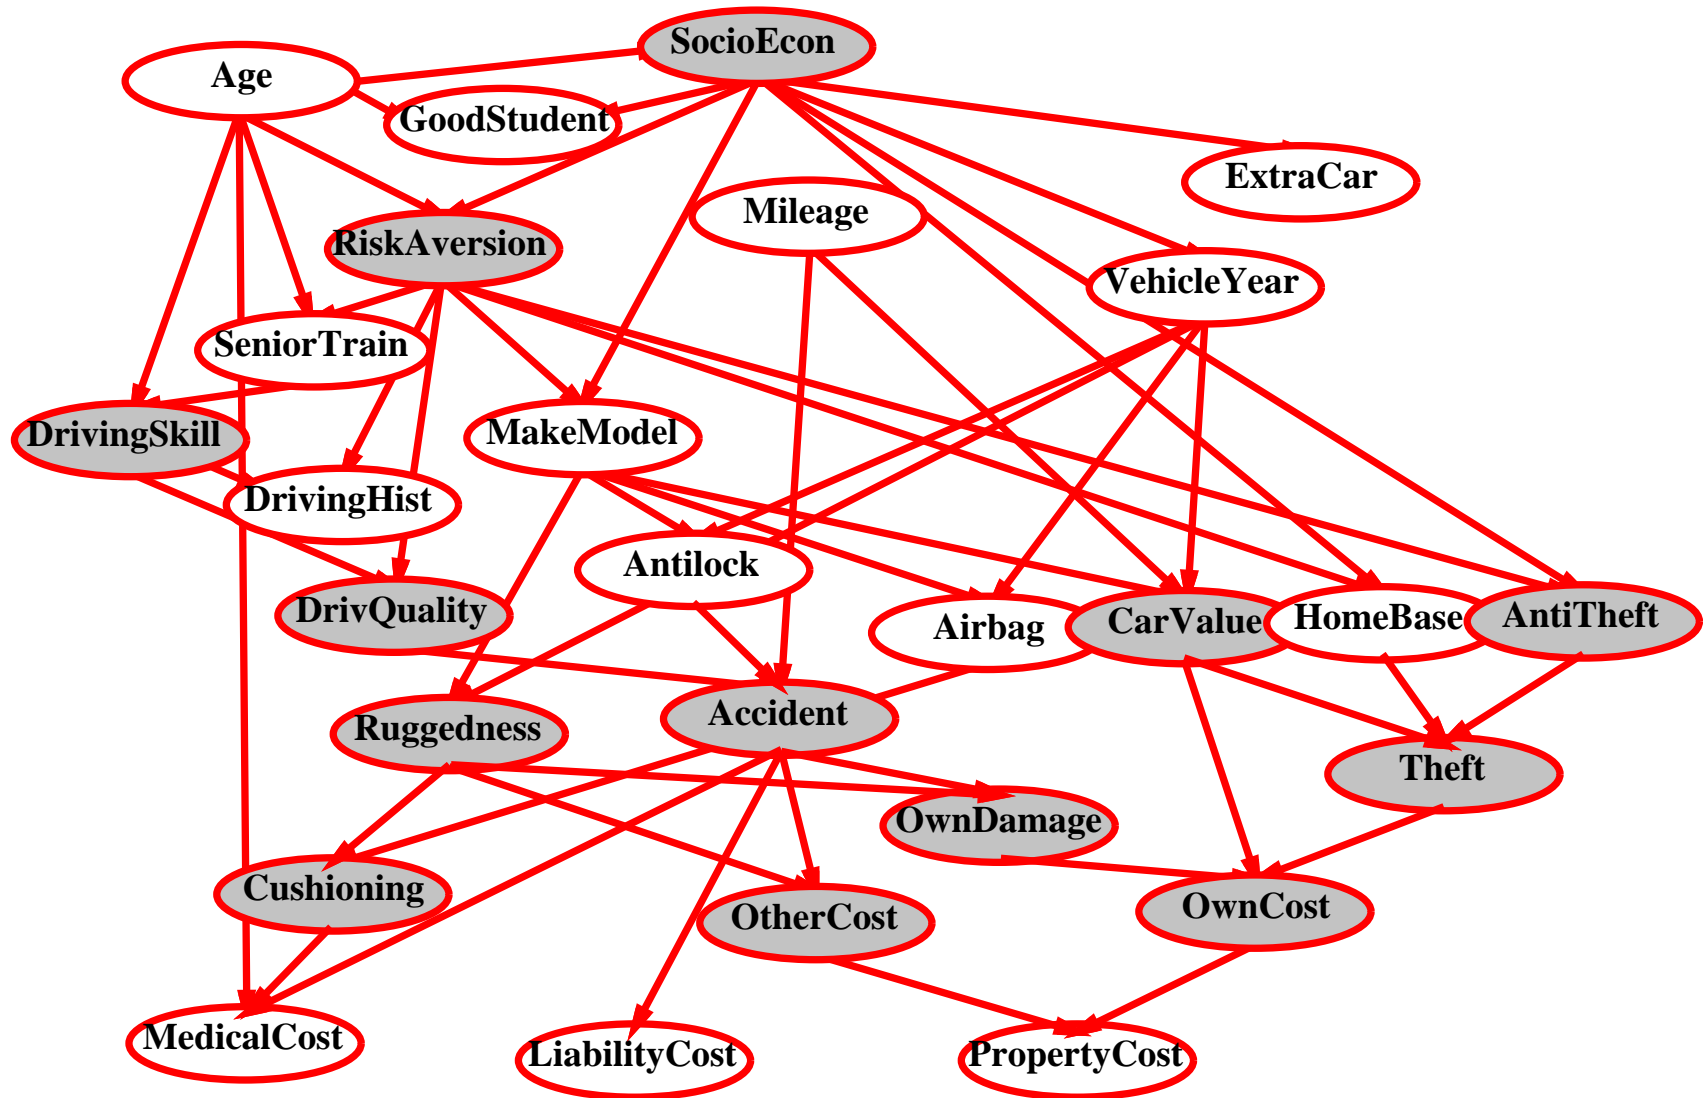 SocioEcon
Age
GoodStudent
ExtraCar
Mileage
RiskAversion
VehicleYear
SeniorTrain
DrivingSkill
MakeModel
DrivingHist
Antilock
DrivQuality
Airbag
CarValue
HomeBase
AntiTheft
Ruggedness
Accident
Theft
OwnDamage
Cushioning
OtherCost
OwnCost
MedicalCost
LiabilityCost
PropertyCost